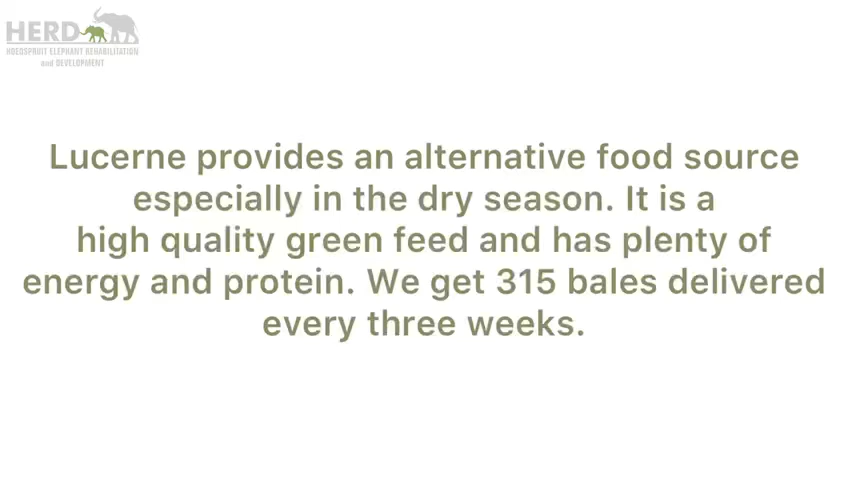 HERD
HOEDSPRUIT ELEPHANT REHABILITATION
and DEVELOPMENT
Lucerne provides an alternative food source
especially in the dry season. It is a
high quality green feed and has plenty of
energy and protein. We get 315 bales delivered
every three weeks.